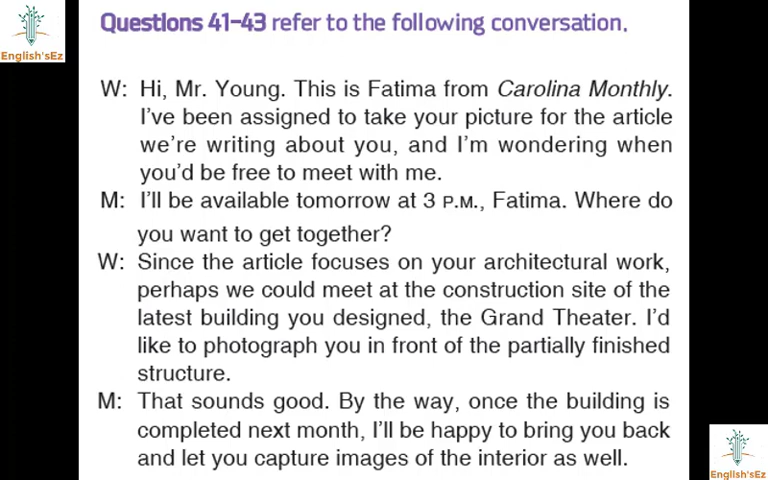 Questions 41–43 refer to the following conversation.
English'sEz
W: Hi, Mr. Young. This is Fatima from Carolina Monthly.
I've been assigned to take your picture for the article
we're writing about you, and I'm wondering when
you'd be free to meet with me.
M: I'll be available tomorrow at 3 P.M., Fatima. Where do
you want to get together?
W: Since the article focuses on your architectural work,
perhaps we could meet at the construction site of the
latest building you designed, the Grand Theater. I'd
like to photograph you in front of the partially finished
structure.
M: That sounds good. By the way, once the building is
completed next month, I'll be happy to bring you back
and let you capture images of the interior as well.
English'sEz